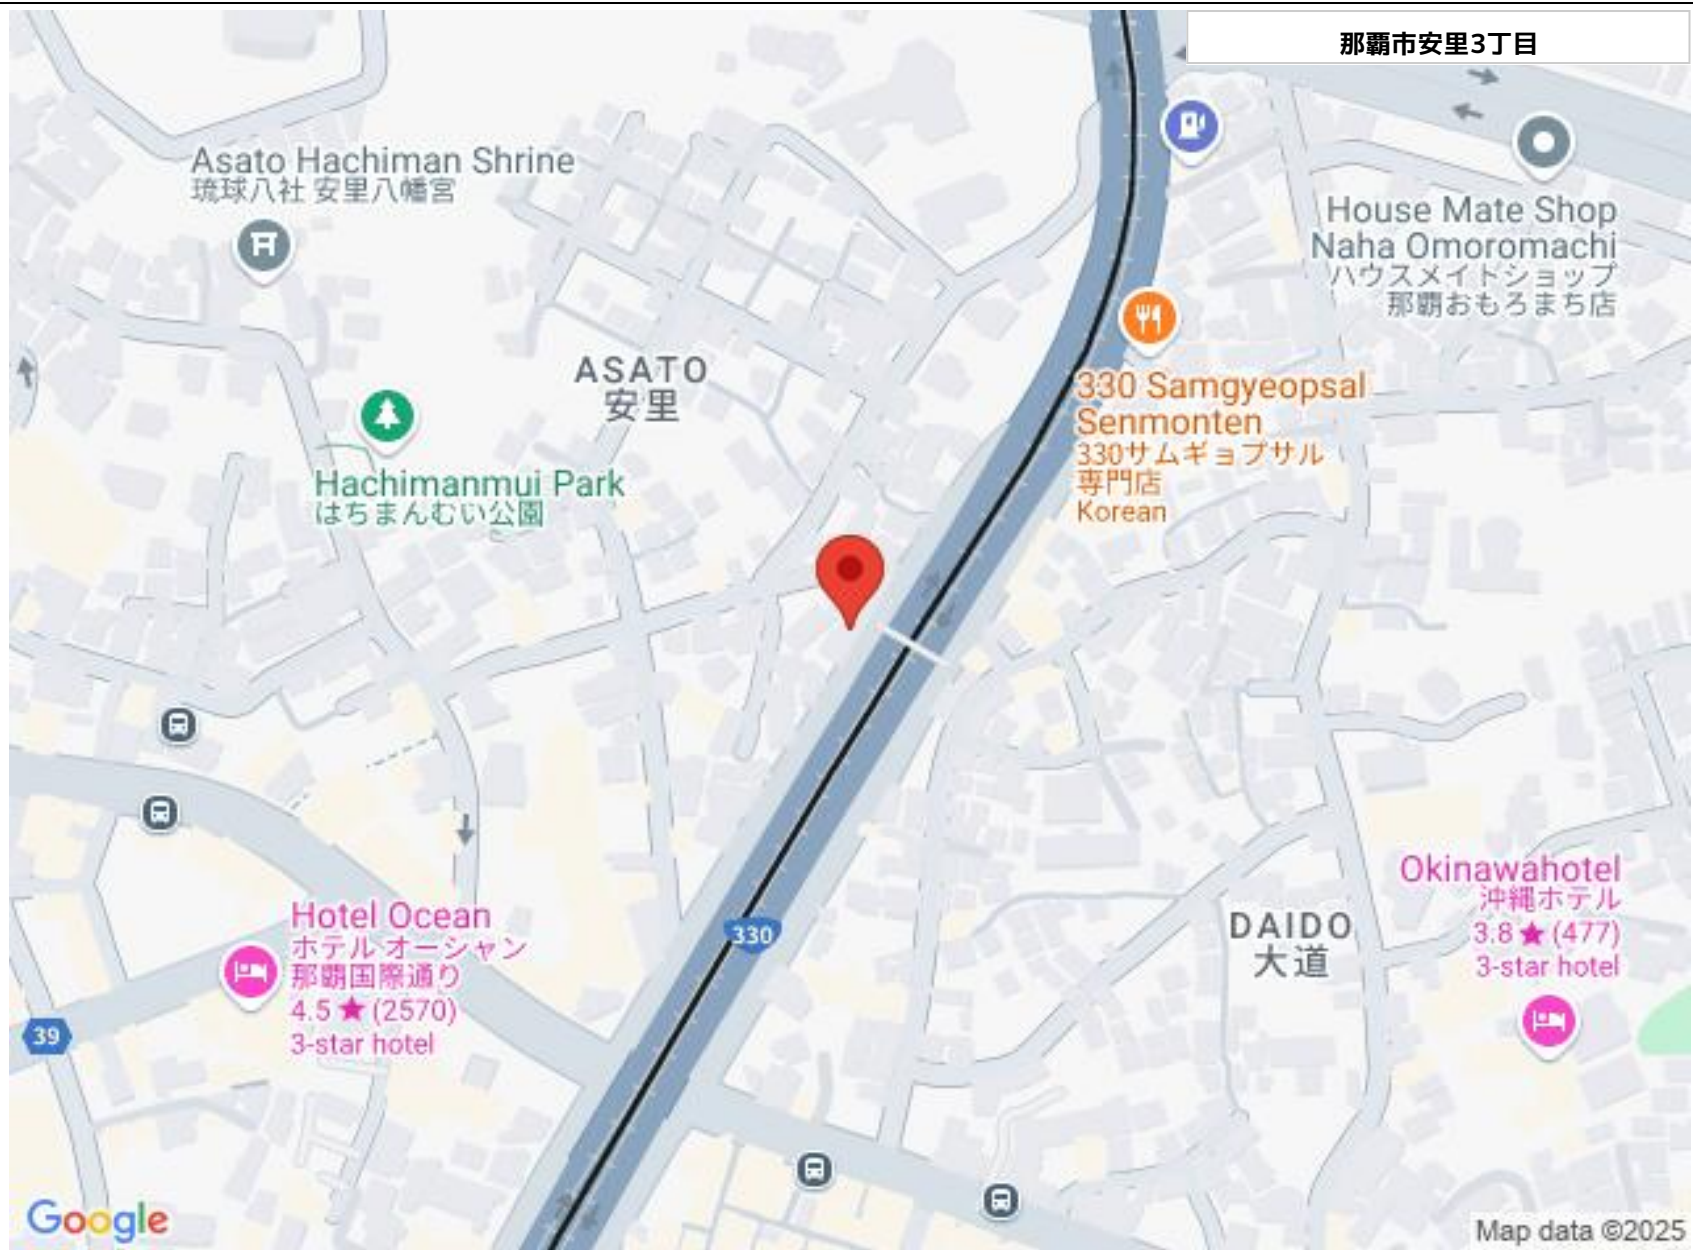 那覇市安里3丁目
Asato Hachiman Shrine
琉球八社 安里八幡宮
House Mate Shop
Naha Omoromachi
ハウスメイトショップ
那覇おもろまち店
ASATO
安里
330 Samgyeopsal
Senmonten
330サムギョプサル
専門店
Korean
Hachimanmui Park
はちまんむい公園
Okinawahotel
沖縄ホテル
3.8★(477)
3-star hotel
Hotel Ocean
ホテル オーシャン
那覇国際通り
4.5★(2570)
3-star hotel
330
DAIDO
大道
39
Google
Map data ©2025